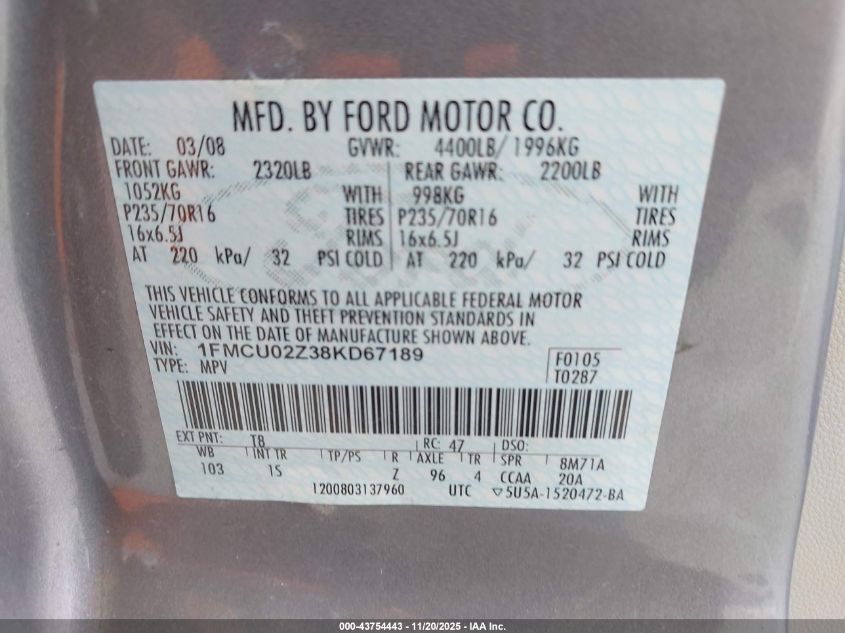 MFD. BY FORD MOTOR CO.
DATE: 03/08 GVWR: 4400LB/ 1996KG
FRONT GAWR: 2320LB REAR GAWR: 2200LB
1052KG WITH 998KG WITH
P235/70R16 TIRES P235/70R16 TIRES
16x6.5J RIMS 16x6.5J RIMS
AT 220 kPa/ 32 PSI COLD AT 220 kPa/ 32 PSI COLD
THIS VEHICLE CONFORMS TO ALL APPLICABLE FEDERAL MOTOR
VEHICLE SAFETY AND THEFT PREVENTION STANDARDS IN
EFFECT ON THE DATE OF MANUFACTURE SHOWN ABOVE.
VIN: 1FMCU02Z38KD67189 F0105
TYPE: MPV T0287
EXT PNT: T8 RC: 47 DSO:
WB INT TR TP/PS R AXLE TR SPR 8M71A
103 1S Z 96 4 CCAA 20A
1200803137960 UTC ▽5U5A-1520472-BA
000-43754443 - 11/20/2025 - IAA Inc.